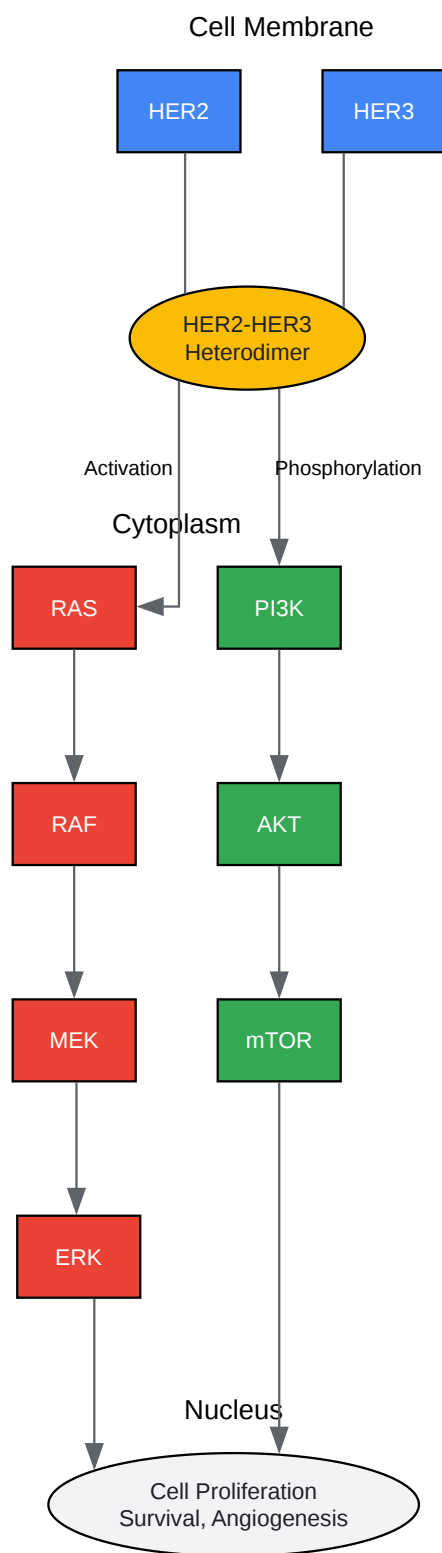 Cell Membrane
HER2
HER3
HER2-HER3
Heterodimer
Activation
Phosphorylation
Cytoplasm
RAS
PI3K
RAF
AKT
MEK
mTOR
ERK
Nucleus
Cell Proliferation
Survival, Angiogenesis